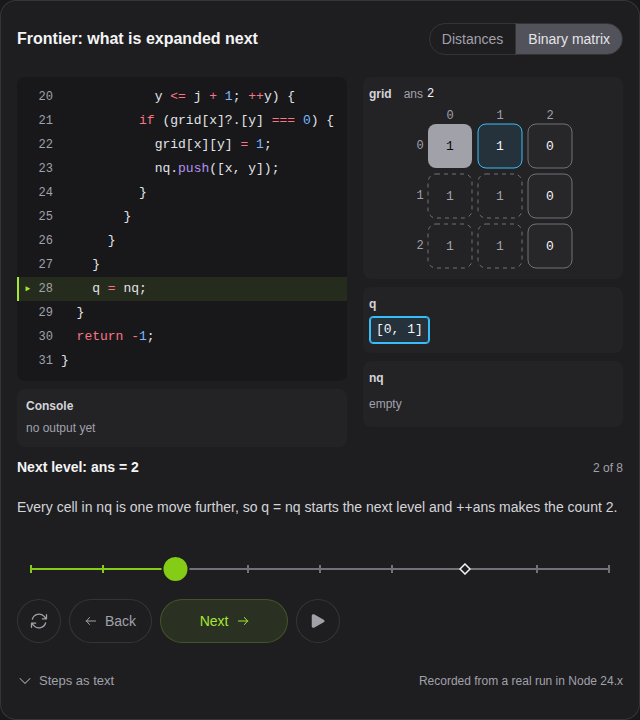 Frontier: what is expanded next
Distances
Binary matrix
20 y <= j + 1; ++y) {
21 if (grid[x]?.[y] === 0) {
22 grid[x][y] = 1;
23 nq.push([x, y]);
24 }
25 }
26 }
27 }
28 q = nq;
29 }
30 return -1;
31 }
Console
no output yet
grid ans 2
0 1 2
0 1 1 0
1 1 1 0
2 1 1 0
q
[0, 1]
nq
empty
Next level: ans = 2
2 of 8
Every cell in nq is one move further, so q = nq starts the next level and ++ans makes the count 2.
Back
Next
Steps as text
Recorded from a real run in Node 24.x